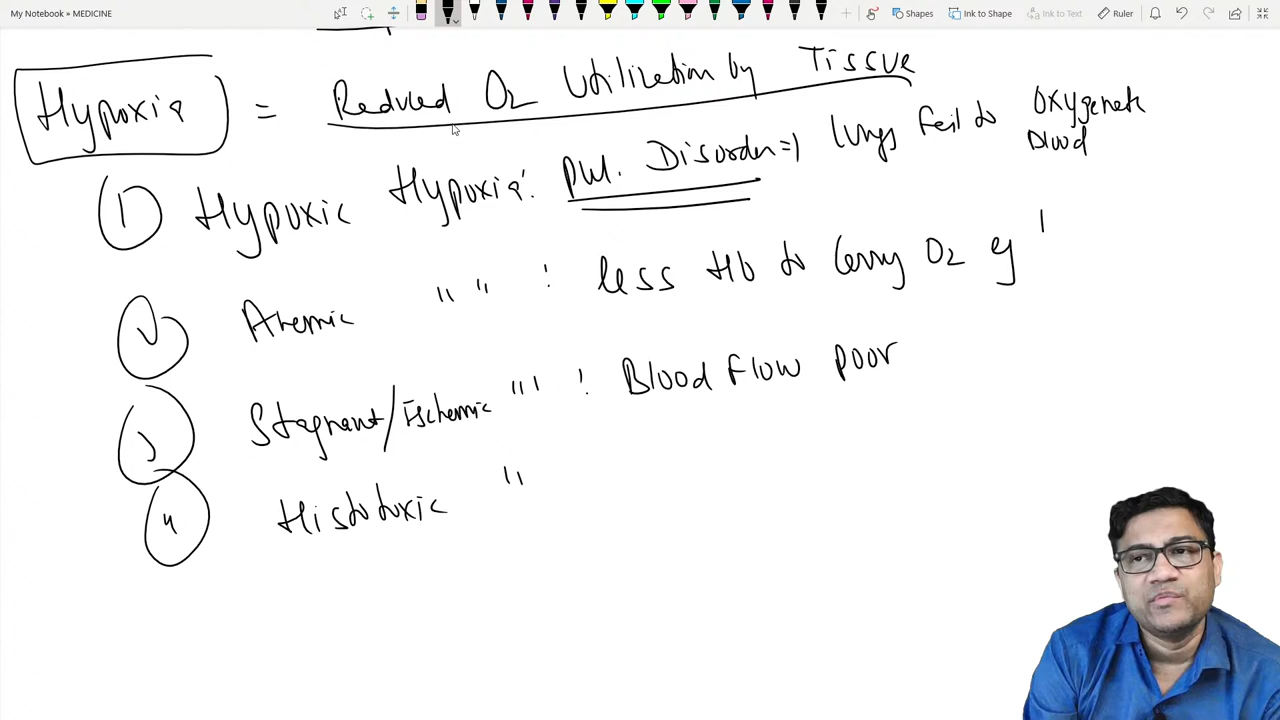 My Notebook » MEDICINE
Shapes
Ink to Shape
Ink to Text
Ruler
Hypoxia = Reduced O2 Utilization by Tissue
1 Hypoxic Hypoxia: Pul. Disorder => lungs fail to Oxygenate
Blood
2 Anemic " " : less Hb to carry O2 eg '
3 Stagnant/Ischemic "" ' : Blood flow poor
4 Histotoxic "